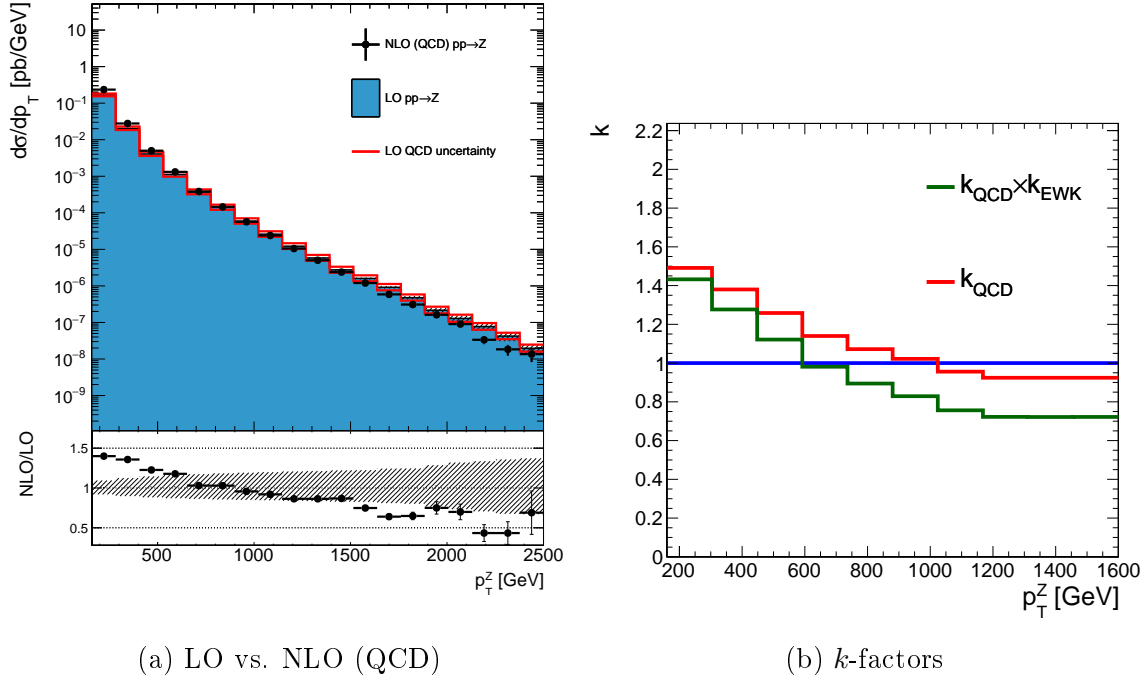 dσ/dp_T [pb/GeV]
10
1
10^−1
10^−2
10^−3
10^−4
10^−5
10^−6
10^−7
10^−8
10^−9
NLO (QCD) pp→Z
LO pp→Z
LO QCD uncertainty
NLO/LO
1.5
1
0.5
500 1000 1500 2000 2500
p_T^Z [GeV]
(a) LO vs. NLO (QCD)
k
2.2
2
1.8
1.6
1.4
1.2
1
0.8
0.6
0.4
0.2
0
k_QCD×k_EWK
k_QCD
200 400 600 800 1000 1200 1400 1600
p_T^Z [GeV]
(b) k-factors